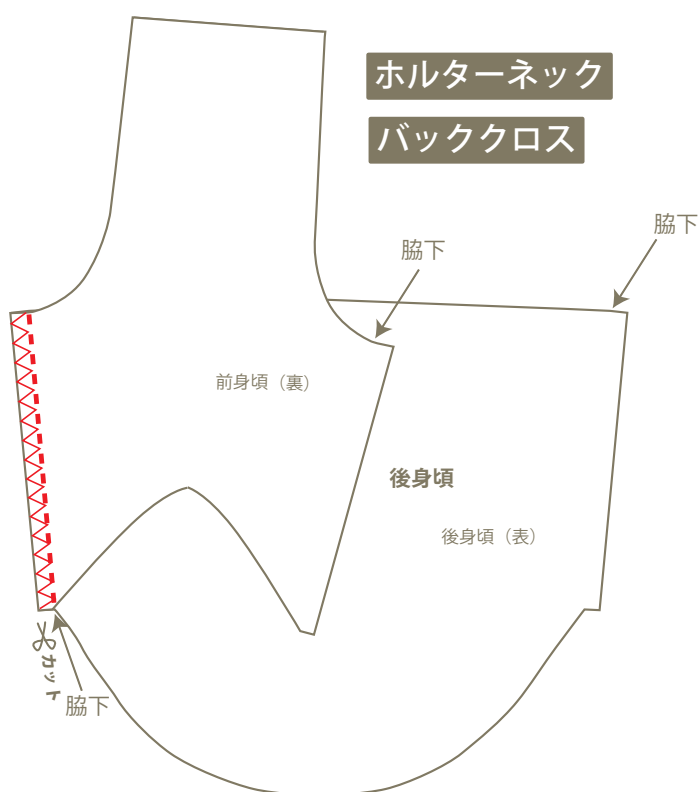 ホルターネック
バッククロス
脇下
脇下
前身頃（裏）
後身頃
後身頃（表）
カット
脇下